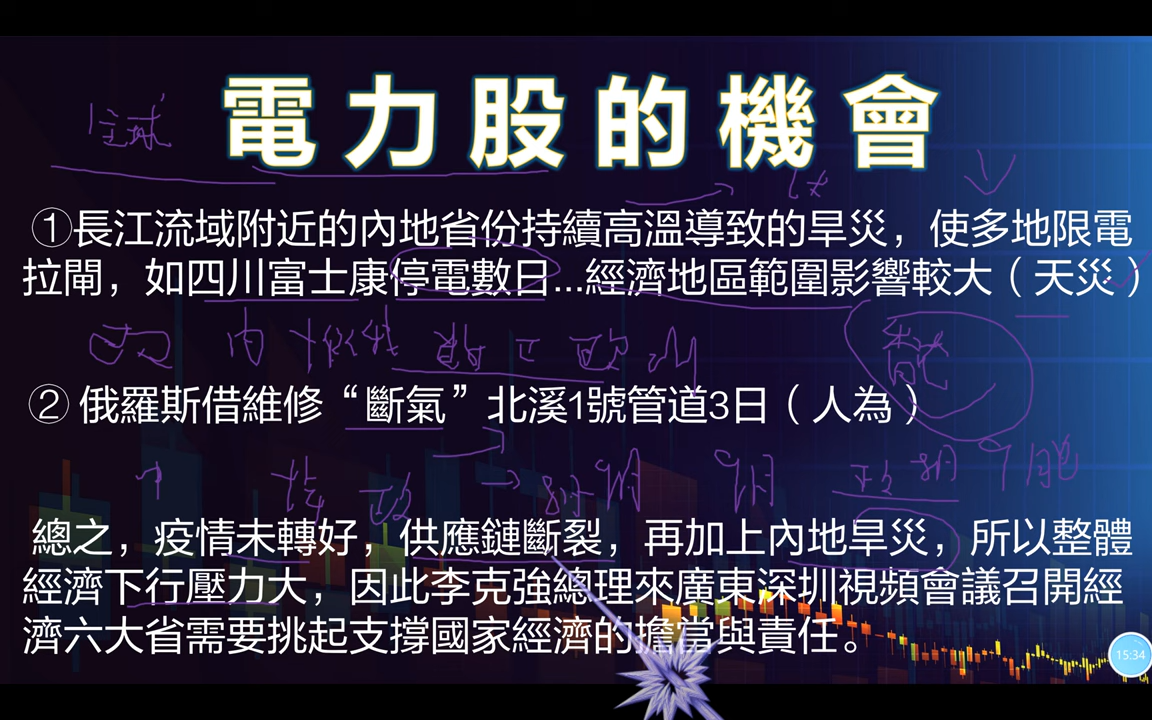 全球
電力股的機會
①長江流域附近的內地省份持續高溫導致的旱災，使多地限電
拉閘，如四川富士康停電數日...經濟地區範圍影響較大（天災）
② 俄羅斯借維修“斷氣”北溪1號管道3日（人為）
總之，疫情未轉好，供應鏈斷裂，再加上內地旱災，所以整體
經濟下行壓力大，因此李克強總理來廣東深圳視頻會議召開經
濟六大省需要挑起支撐國家經濟的擔當與責任。
15:34